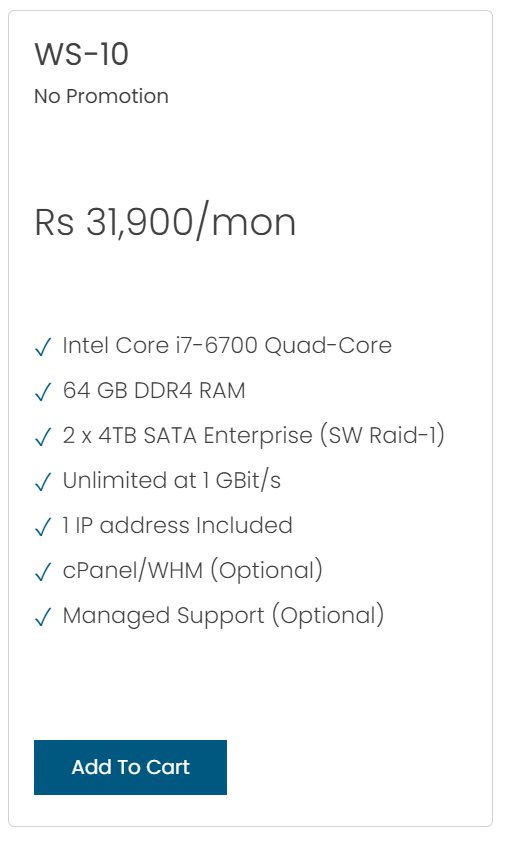 WS-10
No Promotion
Rs 31,900/mon
Intel Core i7-6700 Quad-Core
64 GB DDR4 RAM
2 x 4TB SATA Enterprise (SW Raid-1)
Unlimited at 1 GBit/s
1 IP address Included
cPanel/WHM (Optional)
Managed Support (Optional)
Add To Cart